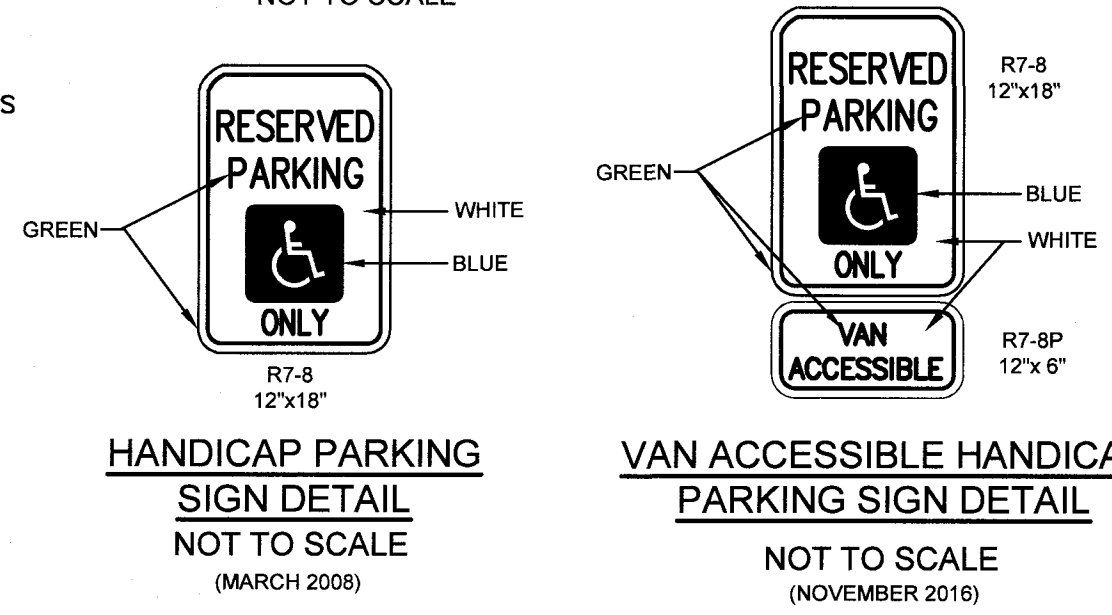 NOT TO SCALE
S
RESERVED
PARKING
ONLY
GREEN
WHITE
BLUE
R7-8
12"x18"
HANDICAP PARKING
SIGN DETAIL
NOT TO SCALE
(MARCH 2008)
RESERVED
PARKING
ONLY
VAN
ACCESSIBLE
GREEN
R7-8
12"x18"
BLUE
WHITE
R7-8P
12"x 6"
VAN ACCESSIBLE HANDICA
PARKING SIGN DETAIL
NOT TO SCALE
(NOVEMBER 2016)